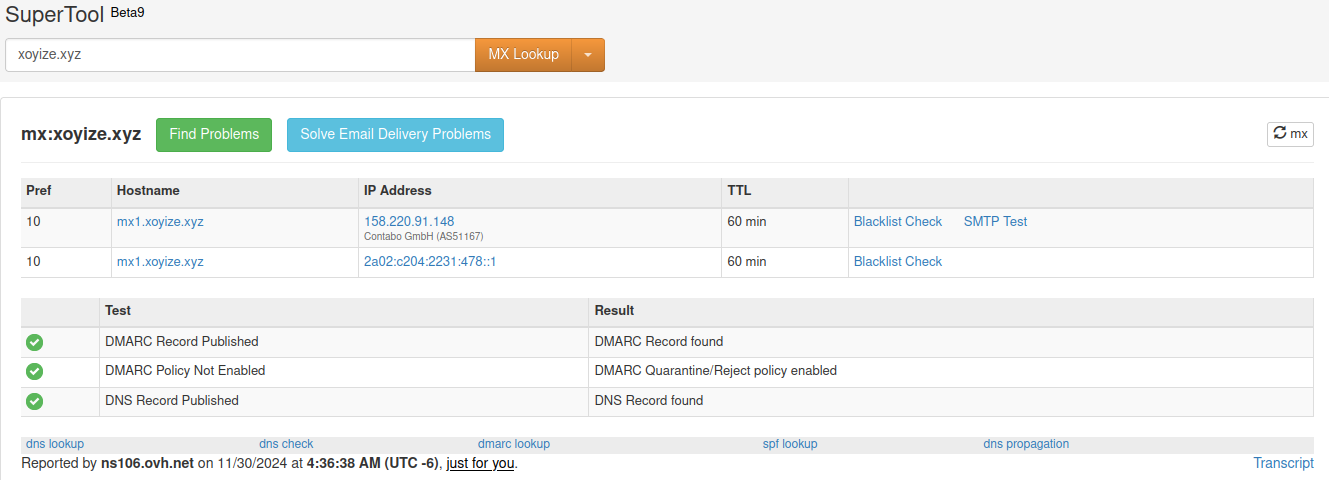 SuperTool Beta9
xoyize.xyz MX Lookup
mx:xoyize.xyz Find Problems Solve Email Delivery Problems mx
Pref Hostname IP Address TTL
10 mx1.xoyize.xyz 158.220.91.148 60 min Blacklist Check SMTP Test
Contabo GmbH (AS51167)
10 mx1.xoyize.xyz 2a02:c204:2231:478::1 60 min Blacklist Check
Test Result
DMARC Record Published DMARC Record found
DMARC Policy Not Enabled DMARC Quarantine/Reject policy enabled
DNS Record Published DNS Record found
dns lookup dns check dmarc lookup spf lookup dns propagation
Reported by ns106.ovh.net on 11/30/2024 at 4:36:38 AM (UTC -6), just for you. Transcript